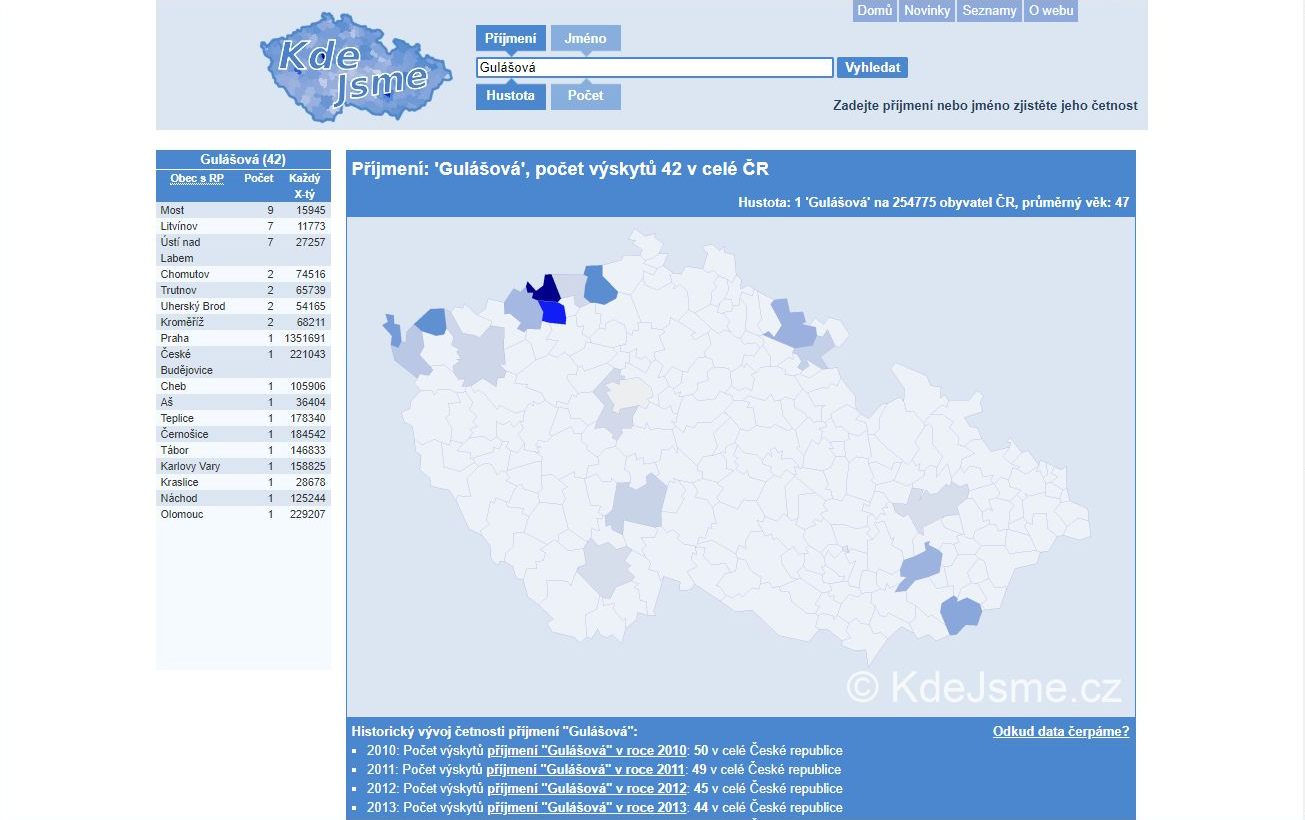 Domů Novinky Seznamy O webu
Kde
Jsme
Příjmení Jméno
Gulášová Vyhledat
Hustota Počet
Zadejte příjmení nebo jméno zjistěte jeho četnost
Gulášová (42)
Obec s RP Počet Každý
X-tý
Most 9 15945
Litvínov 7 11773
Ústí nad 7 27257
Labem
Chomutov 2 74516
Trutnov 2 65739
Uherský Brod 2 54165
Kroměříž 2 68211
Praha 1 1351691
České 1 221043
Budějovice
Cheb 1 105906
Aš 1 36404
Teplice 1 178340
Černošice 1 184542
Tábor 1 146833
Karlovy Vary 1 158825
Kraslice 1 28678
Náchod 1 125244
Olomouc 1 229207
Příjmení: 'Gulášová', počet výskytů 42 v celé ČR
Hustota: 1 'Gulášová' na 254775 obyvatel ČR, průměrný věk: 47
© KdeJsme.cz
Historický vývoj četnosti příjmení "Gulášová": Odkud data čerpáme?
▪ 2010: Počet výskytů příjmení "Gulášová" v roce 2010: 50 v celé České republice
▪ 2011: Počet výskytů příjmení "Gulášová" v roce 2011: 49 v celé České republice
▪ 2012: Počet výskytů příjmení "Gulášová" v roce 2012: 45 v celé České republice
▪ 2013: Počet výskytů příjmení "Gulášová" v roce 2013: 44 v celé České republice